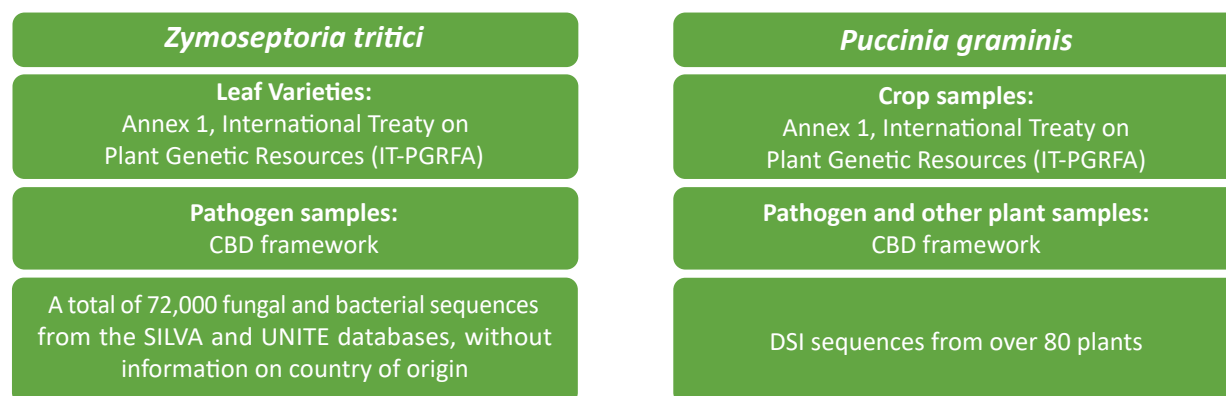 Zymoseptoria tritici
Leaf Varieties:
Annex 1, International Treaty on
Plant Genetic Resources (IT-PGRFA)
Pathogen samples:
CBD framework
A total of 72,000 fungal and bacterial sequences
from the SILVA and UNITE databases, without
information on country of origin
Puccinia graminis
Crop samples:
Annex 1, International Treaty on
Plant Genetic Resources (IT-PGRFA)
Pathogen and other plant samples:
CBD framework
DSI sequences from over 80 plants